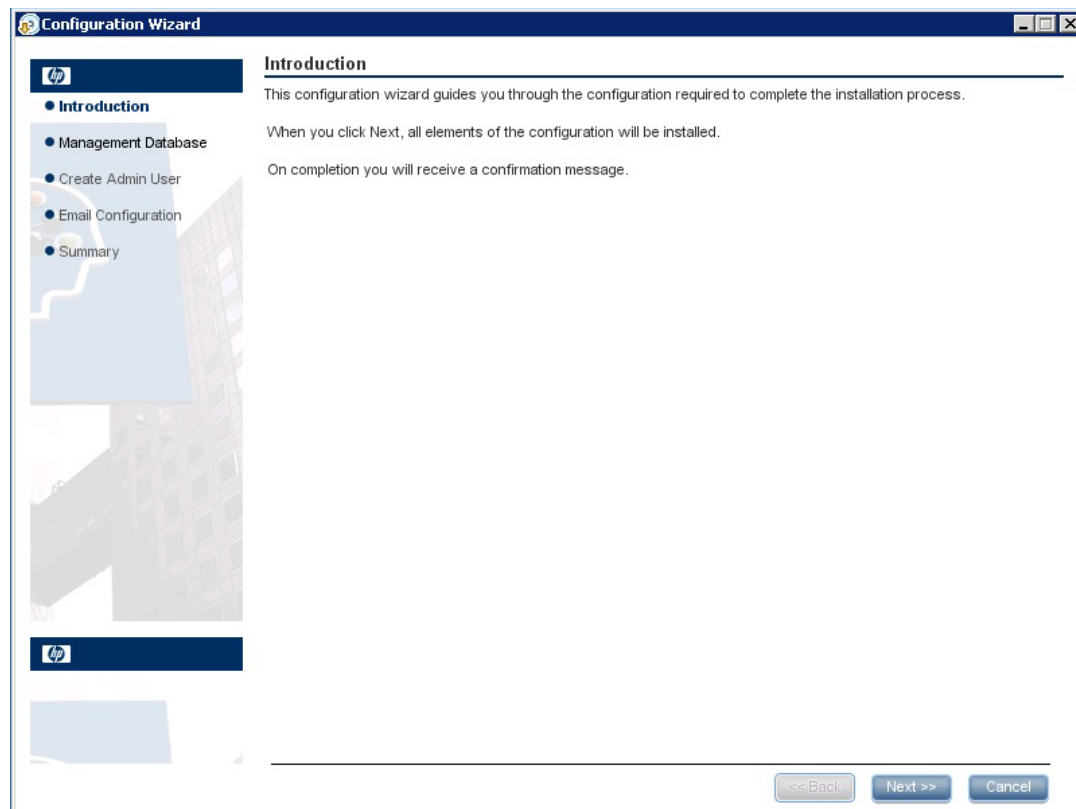 Configuration Wizard
hp
Introduction
Management Database
Create Admin User
Email Configuration
Summary
hp
Introduction
This configuration wizard guides you through the configuration required to complete the installation process.
When you click Next, all elements of the configuration will be installed.
On completion you will receive a confirmation message.
<< Back
Next >>
Cancel